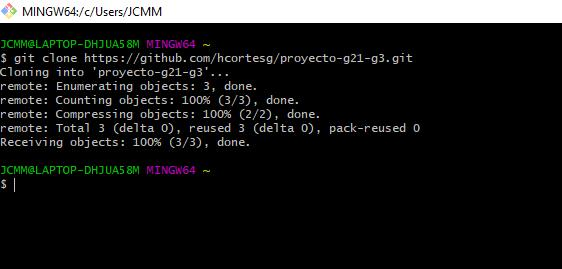 MINGW64:/c/Users/JCMM
JCMM@LAPTOP-DHJUA58M MINGW64 ~
$ git clone https://github.com/hcortesg/proyecto-g21-g3.git
Cloning into 'proyecto-g21-g3'...
remote: Enumerating objects: 3, done.
remote: Counting objects: 100% (3/3), done.
remote: Compressing objects: 100% (2/2), done.
remote: Total 3 (delta 0), reused 3 (delta 0), pack-reused 0
Receiving objects: 100% (3/3), done.
JCMM@LAPTOP-DHJUA58M MINGW64 ~
$